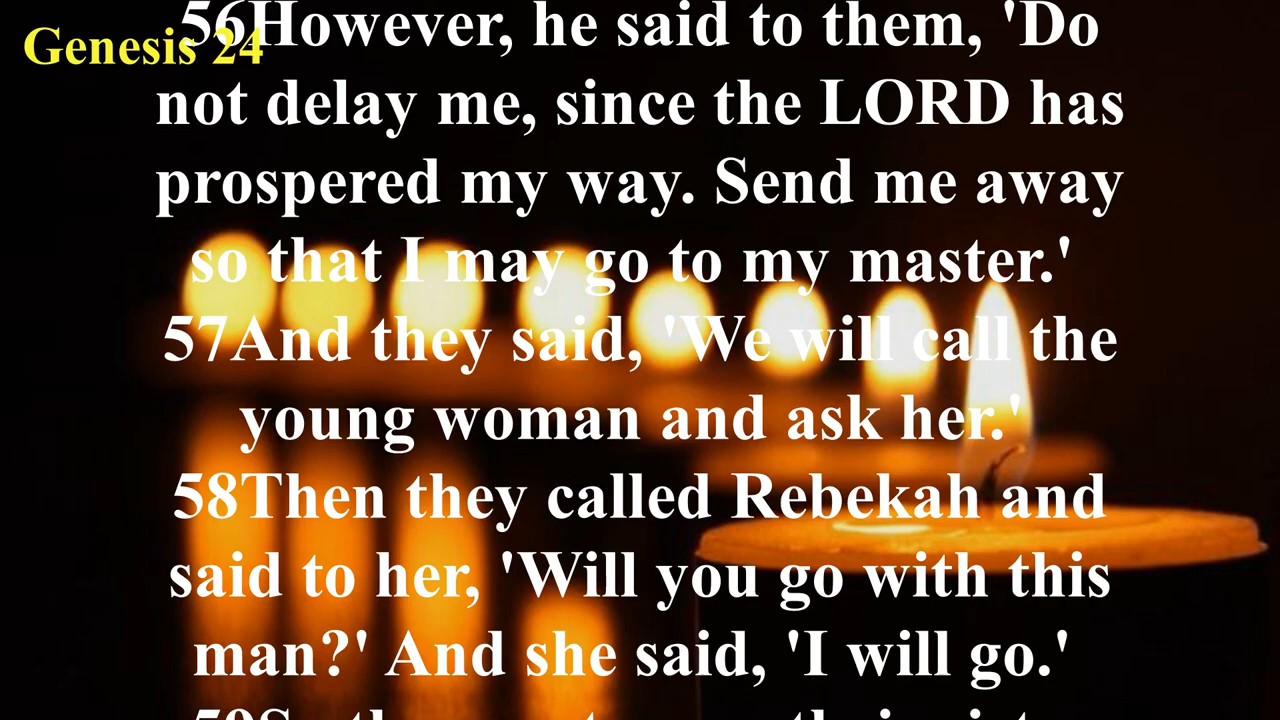 Genesis 24
56However, he said to them, 'Do
not delay me, since the LORD has
prospered my way. Send me away
so that I may go to my master.'
57And they said, 'We will call the
young woman and ask her.'
58Then they called Rebekah and
said to her, 'Will you go with this
man?' And she said, 'I will go.'